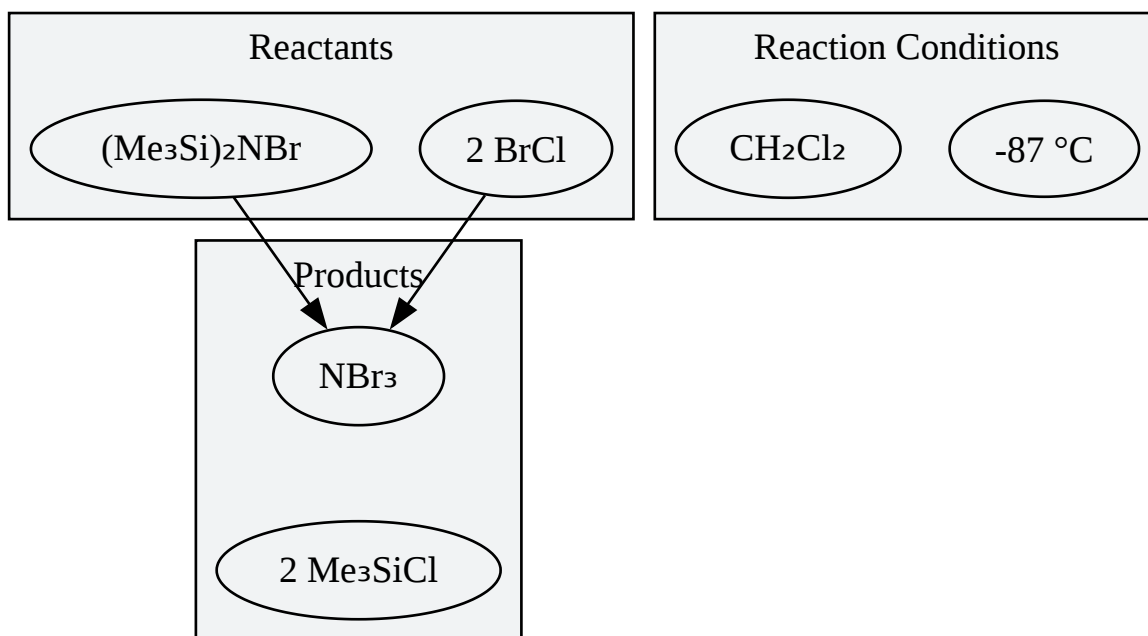 Reactants
Reaction Conditions
(Me₃Si)₂NBr
2 BrCl
CH₂Cl₂
-87 °C
Products
NBr₃
2 Me₃SiCl